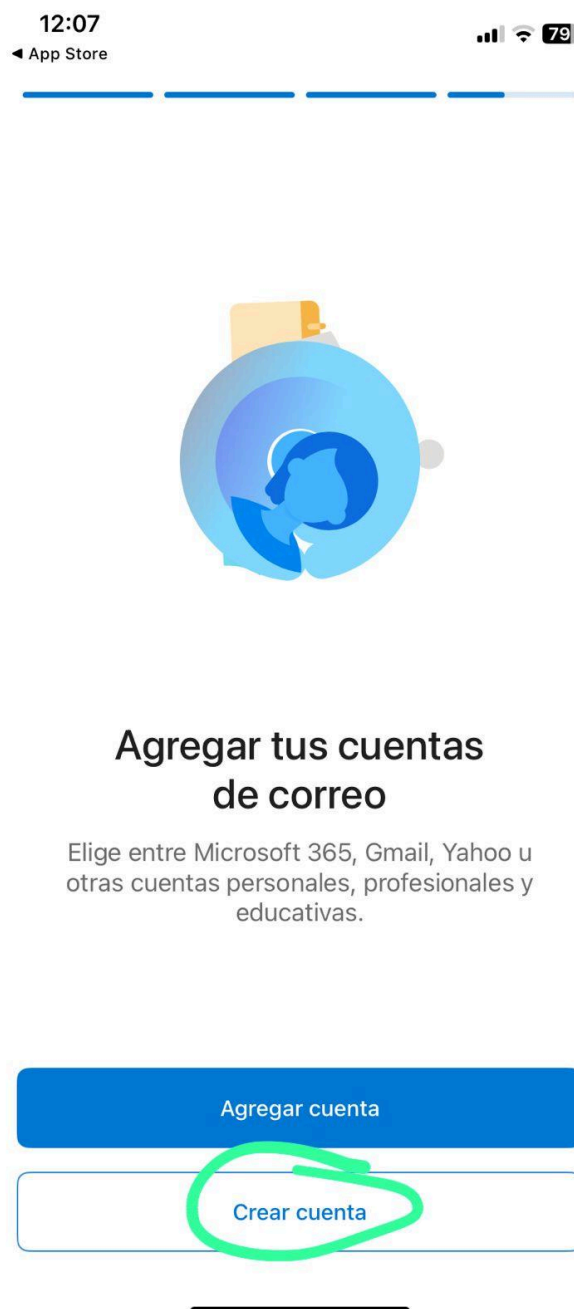 12:07
◀ App Store
79
Agregar tus cuentas
de correo
Elige entre Microsoft 365, Gmail, Yahoo u
otras cuentas personales, profesionales y
educativas.
Agregar cuenta
Crear cuenta